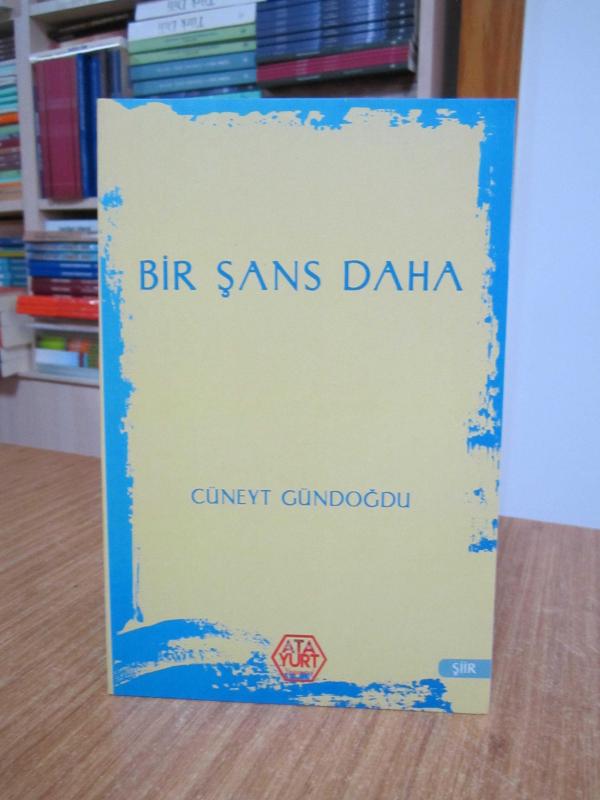 BİR ŞANS DAHA
CÜNEYT GÜNDOĞDU
ATA
YURT
ŞİİR